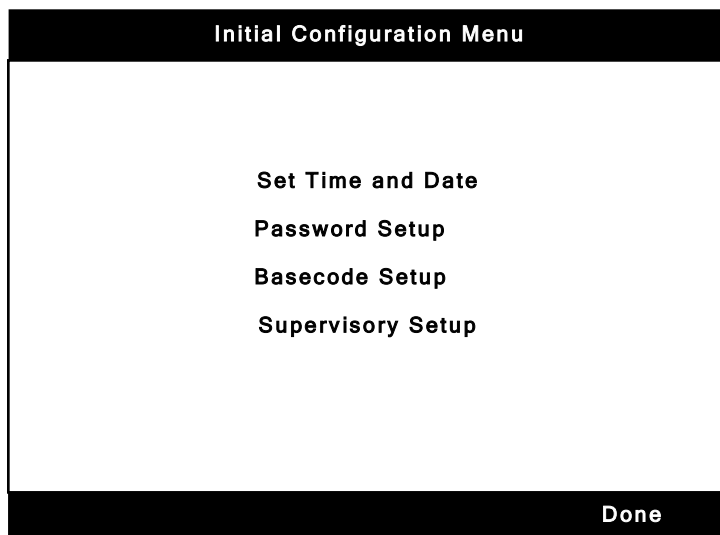 Initial Configuration Menu
Set Time and Date
Password Setup
Basecode Setup
Supervisory Setup
Done